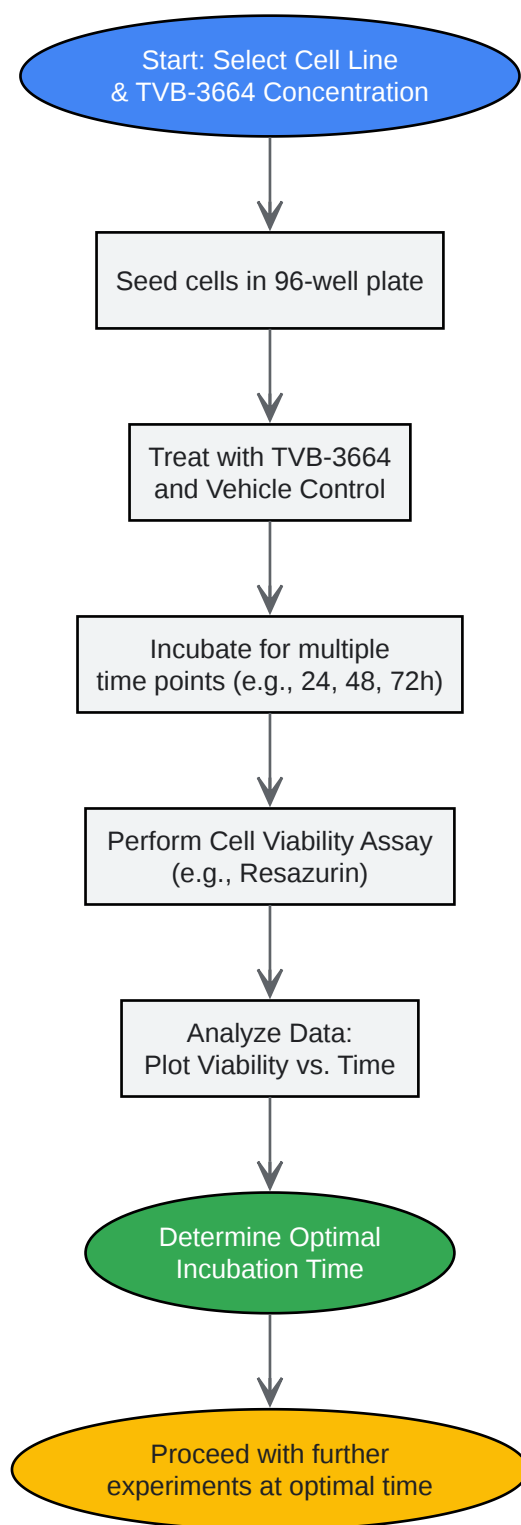 Start: Select Cell Line
& TVB-3664 Concentration
Seed cells in 96-well plate
Treat with TVB-3664
and Vehicle Control
Incubate for multiple
time points (e.g., 24, 48, 72h)
Perform Cell Viability Assay
(e.g., Resazurin)
Analyze Data:
Plot Viability vs. Time
Determine Optimal
Incubation Time
Proceed with further
experiments at optimal time